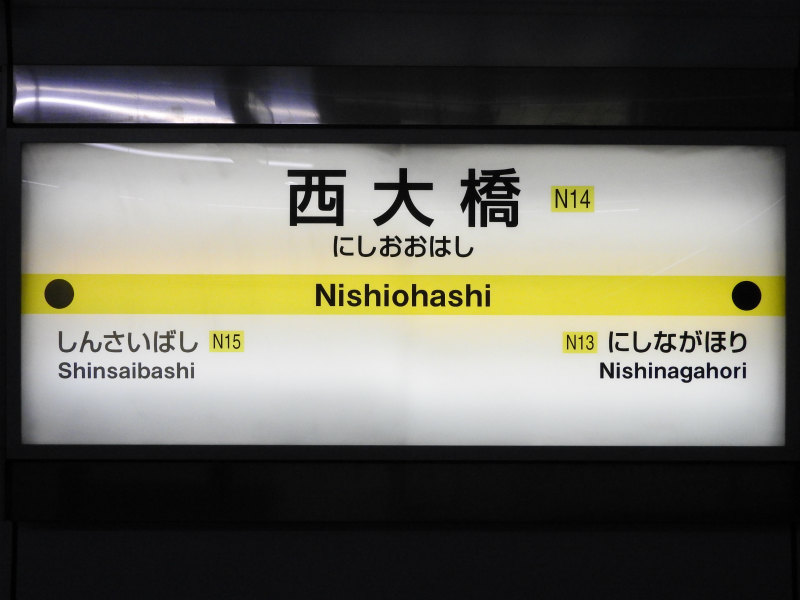 西大橋 N14
にしおおはし
Nishiohashi
しんさいばし N15
Shinsaibashi
N13 にしながほり
Nishinagahori